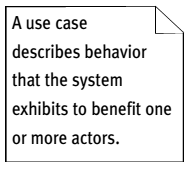 A use case
describes behavior
that the system
exhibits to benefit one
or more actors.